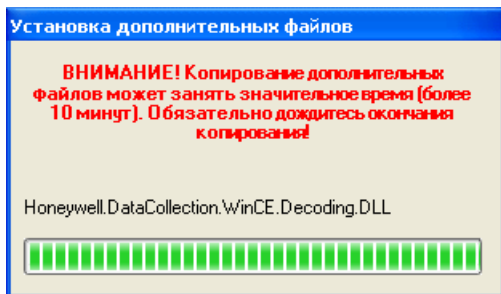 Установка дополнительных файлов
ВНИМАНИЕ! Копирование дополнительных
файлов может занять значительное время (более
10 минут). Обязательно дождитесь окончания
копирования!
Honeywell.DataCollection.WinCE.Decoding.DLL